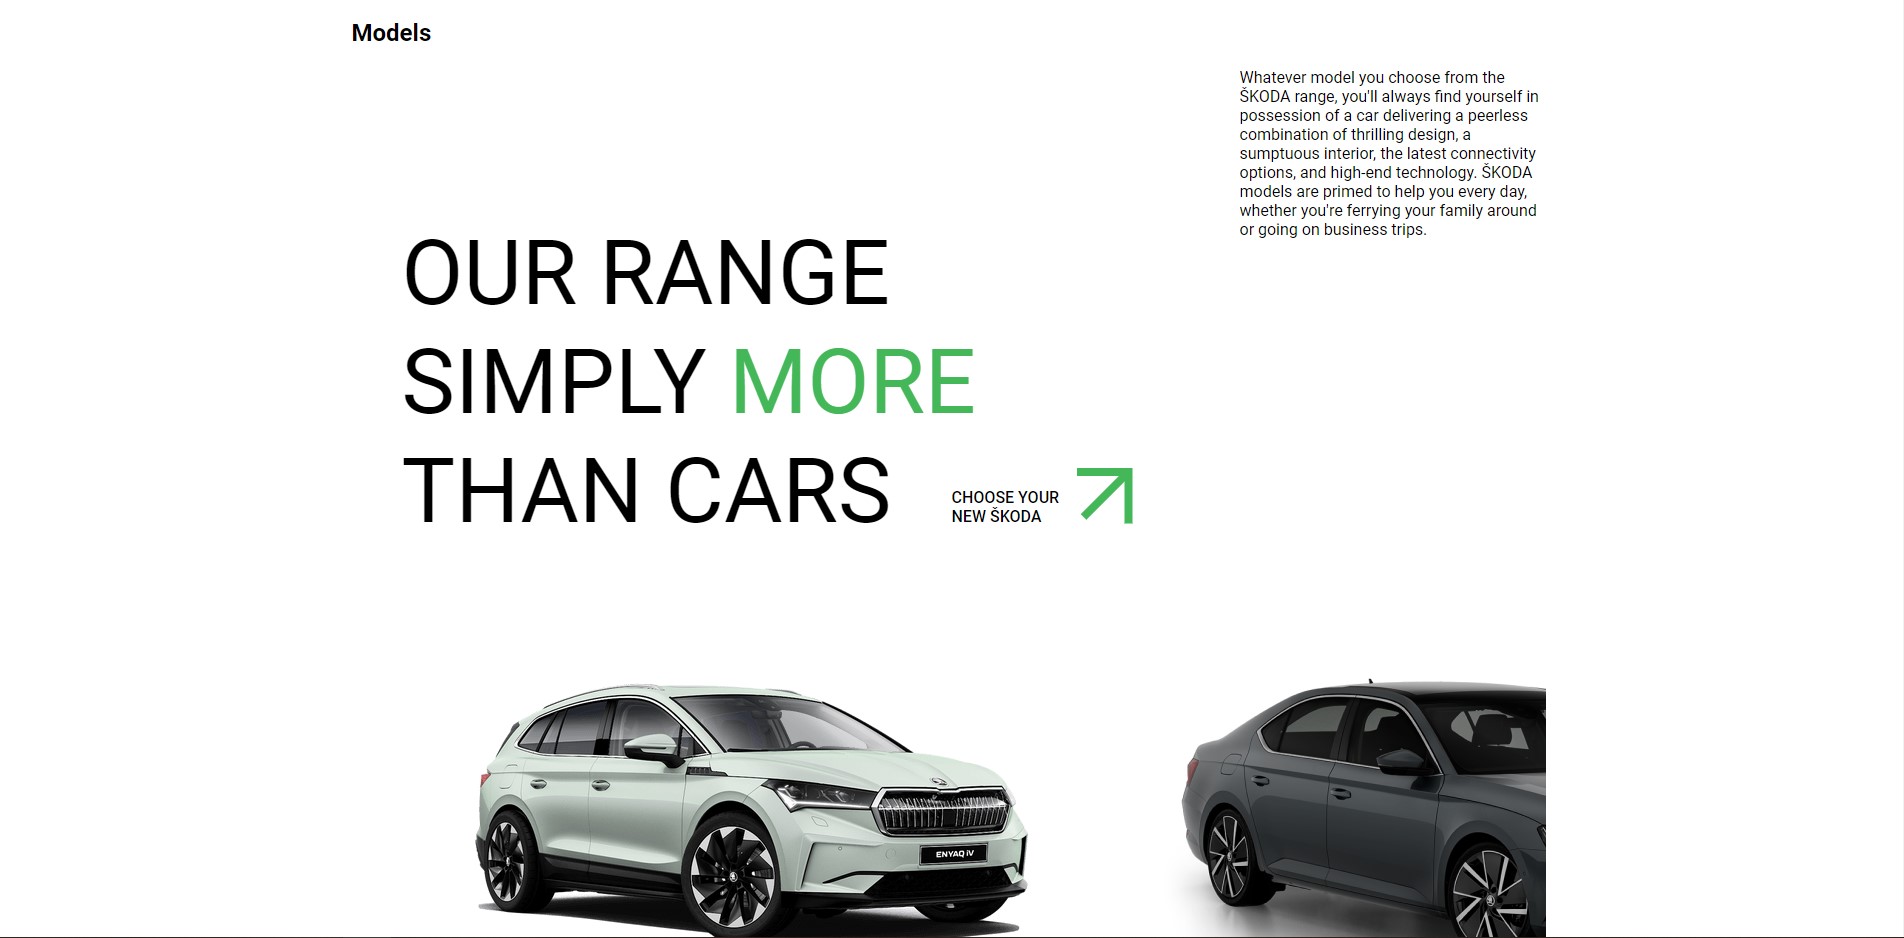 Models
Whatever model you choose from the
ŠKODA range, you'll always find yourself in
possession of a car delivering a peerless
combination of thrilling design, a
sumptuous interior, the latest connectivity
options, and high-end technology. ŠKODA
models are primed to help you every day,
whether you're ferrying your family around
or going on business trips.
OUR RANGE
SIMPLY MORE
THAN CARS
CHOOSE YOUR
NEW ŠKODA
ENYAQ iV